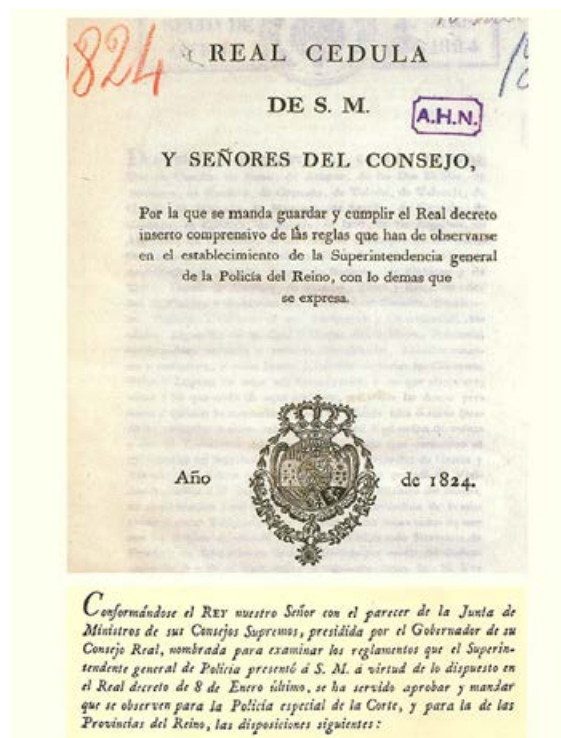 1824
REAL CEDULA
DE S. M.
A.H.N.
Y SEÑORES DEL CONSEJO,
Por la que se manda guardar y cumplir el Real decreto
inserto comprensivo de las reglas que han de observarse
en el establecimiento de la Superintendencia general
de la Policía del Reino, con lo demas que
se expresa.
Año de 1824.
Conformándose el REY nuestro Señor con el parecer de la Junta de
Ministros de sus Consejos Supremos, presidida por el Gobernador de su
Consejo Real, nombrada para examinar los reglamentos que el Superin-
tendente general de Policía presentó á S. M. á virtud de lo dispuesto en
el Real decreto de 8 de Enero último, se ha servido aprobar y mandar
que se observen para la Policía especial de la Corte, y para la de las
Provincias del Reino, las disposiciones siguientes: